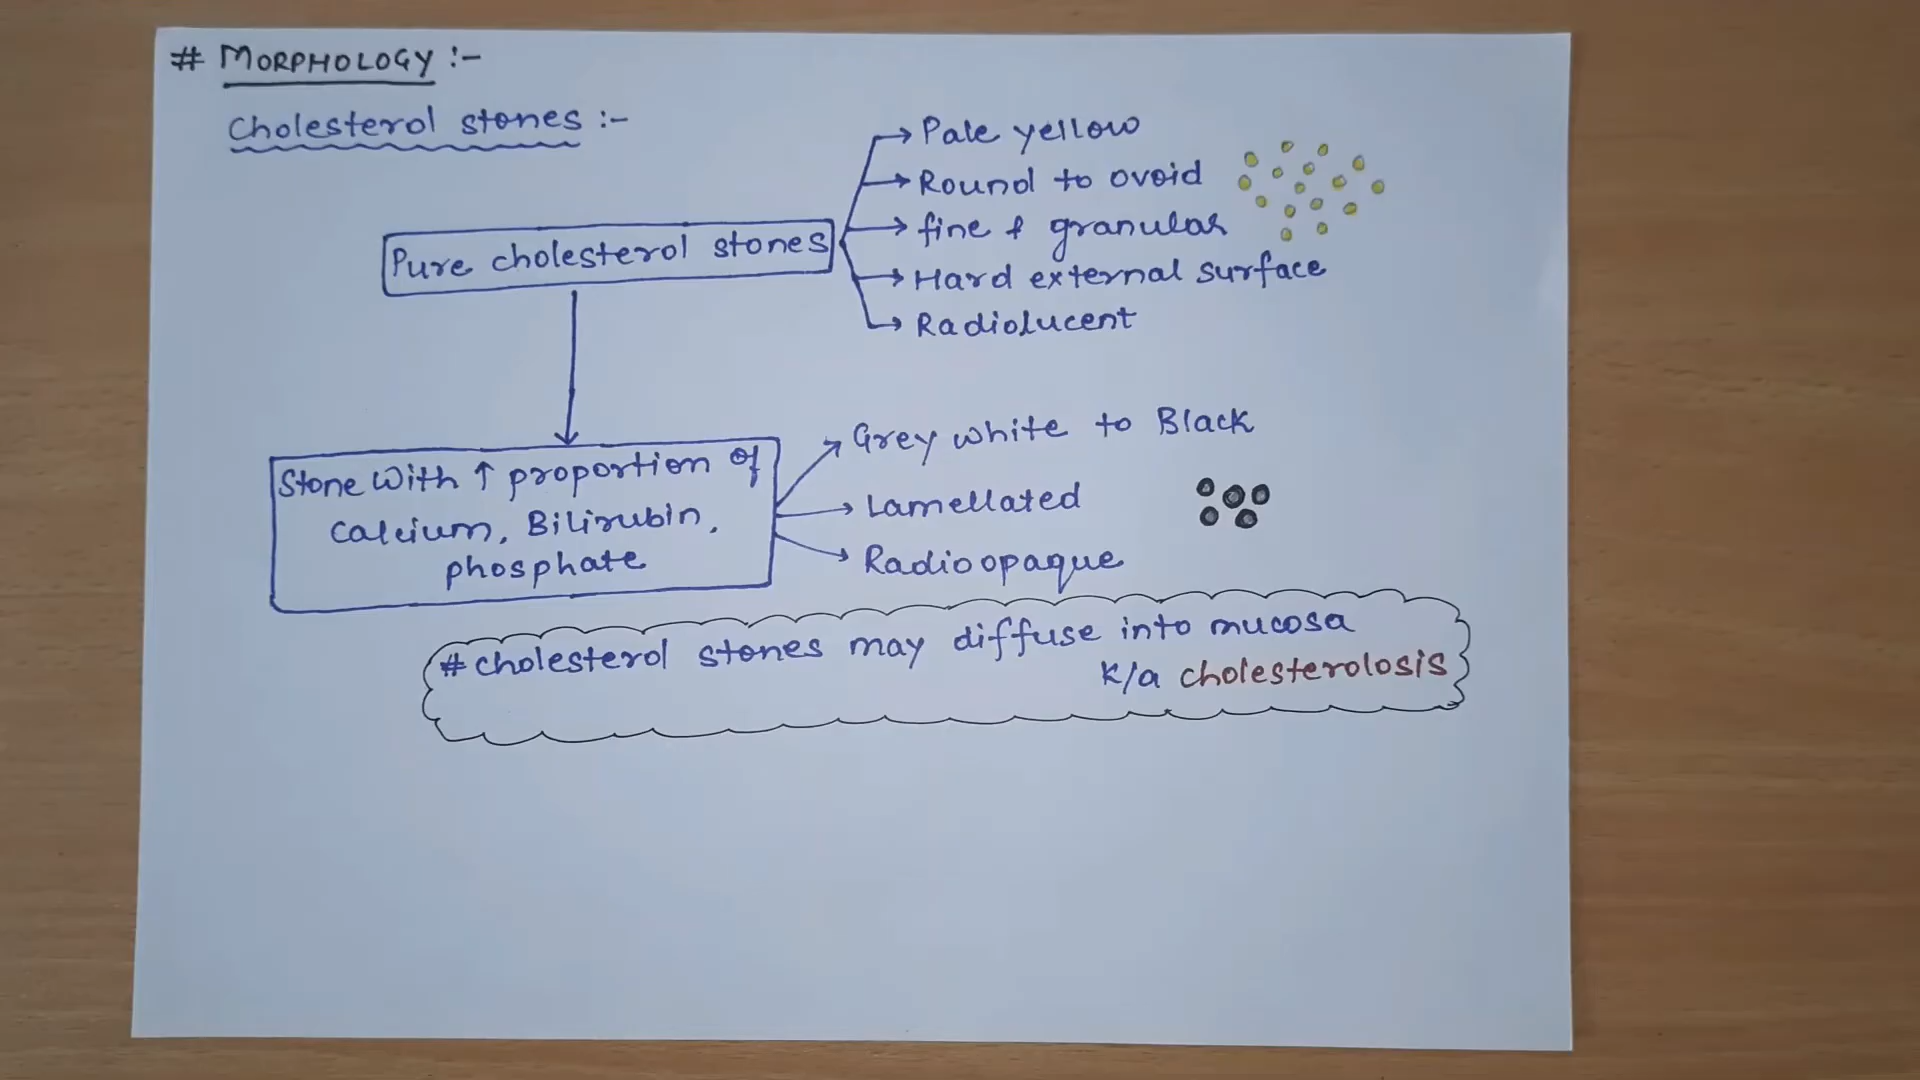 # MORPHOLOGY :-
Cholesterol stones :-
Pure cholesterol stones
→ Pale yellow
→ Round to ovoid
→ fine & granular
→ Hard external surface
→ Radiolucent
Stone With ↑ proportion of
Calcium, Bilirubin,
phosphate
→ Grey white to Black
→ Lamellated
→ Radioopaque
# cholesterol stones may diffuse into mucosa
K/a cholesterolosis